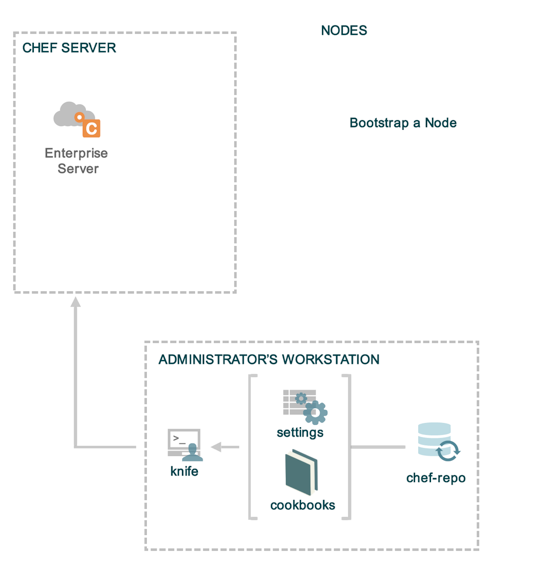 NODES
CHEF SERVER
Bootstrap a Node
C
Enterprise
Server
ADMINISTRATOR'S WORKSTATION
>_
settings
knife
chef-repo
cookbooks